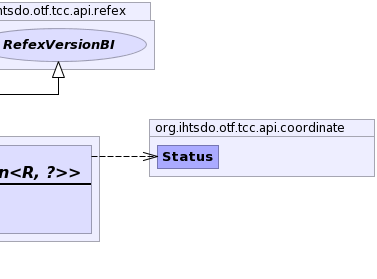 ihtsdo.otf.tcc.api.refex
RefexVersionBI
org.ihtsdo.otf.tcc.api.coordinate
Status
n<R, ?>>